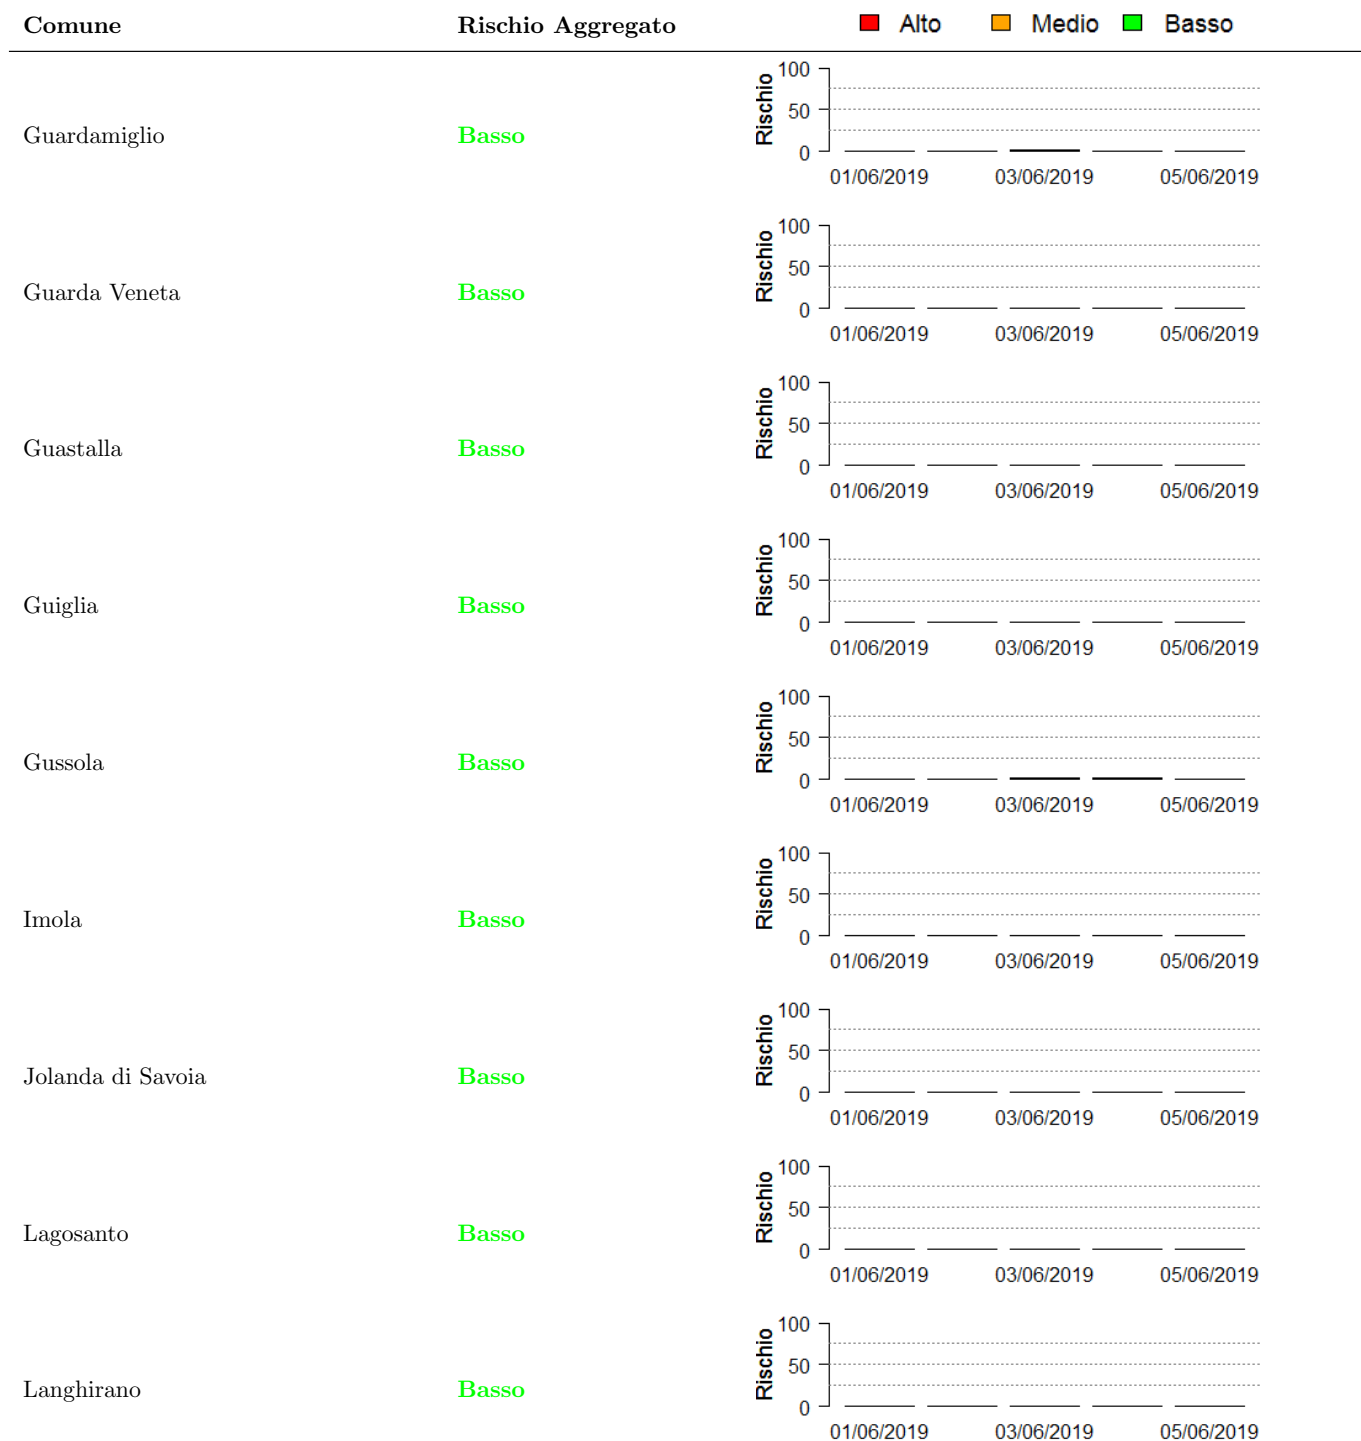 Comune Rischio Aggregato Alto Medio Basso
100
50
0
Rischio
Guardamiglio Basso
01/06/2019 03/06/2019 05/06/2019
100
50
0
Rischio
Guarda Veneta Basso
01/06/2019 03/06/2019 05/06/2019
100
50
0
Rischio
Guastalla Basso
01/06/2019 03/06/2019 05/06/2019
100
50
0
Rischio
Guiglia Basso
01/06/2019 03/06/2019 05/06/2019
100
50
0
Rischio
Gussola Basso
01/06/2019 03/06/2019 05/06/2019
100
50
0
Rischio
Imola Basso
01/06/2019 03/06/2019 05/06/2019
100
50
0
Rischio
Jolanda di Savoia Basso
01/06/2019 03/06/2019 05/06/2019
100
50
0
Rischio
Lagosanto Basso
01/06/2019 03/06/2019 05/06/2019
100
50
0
Rischio
Langhirano Basso
01/06/2019 03/06/2019 05/06/2019